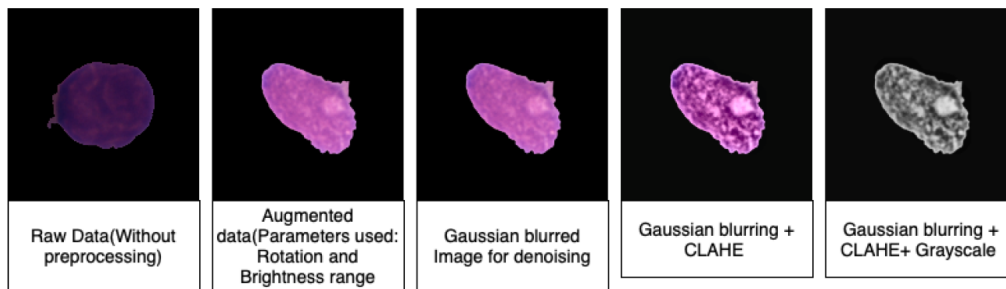 Raw Data(Without
preprocessing)
Augmented
data(Parameters used:
Rotation and
Brightness range
Gaussian blurred
Image for denoising
Gaussian blurring +
CLAHE
Gaussian blurring +
CLAHE+ Grayscale